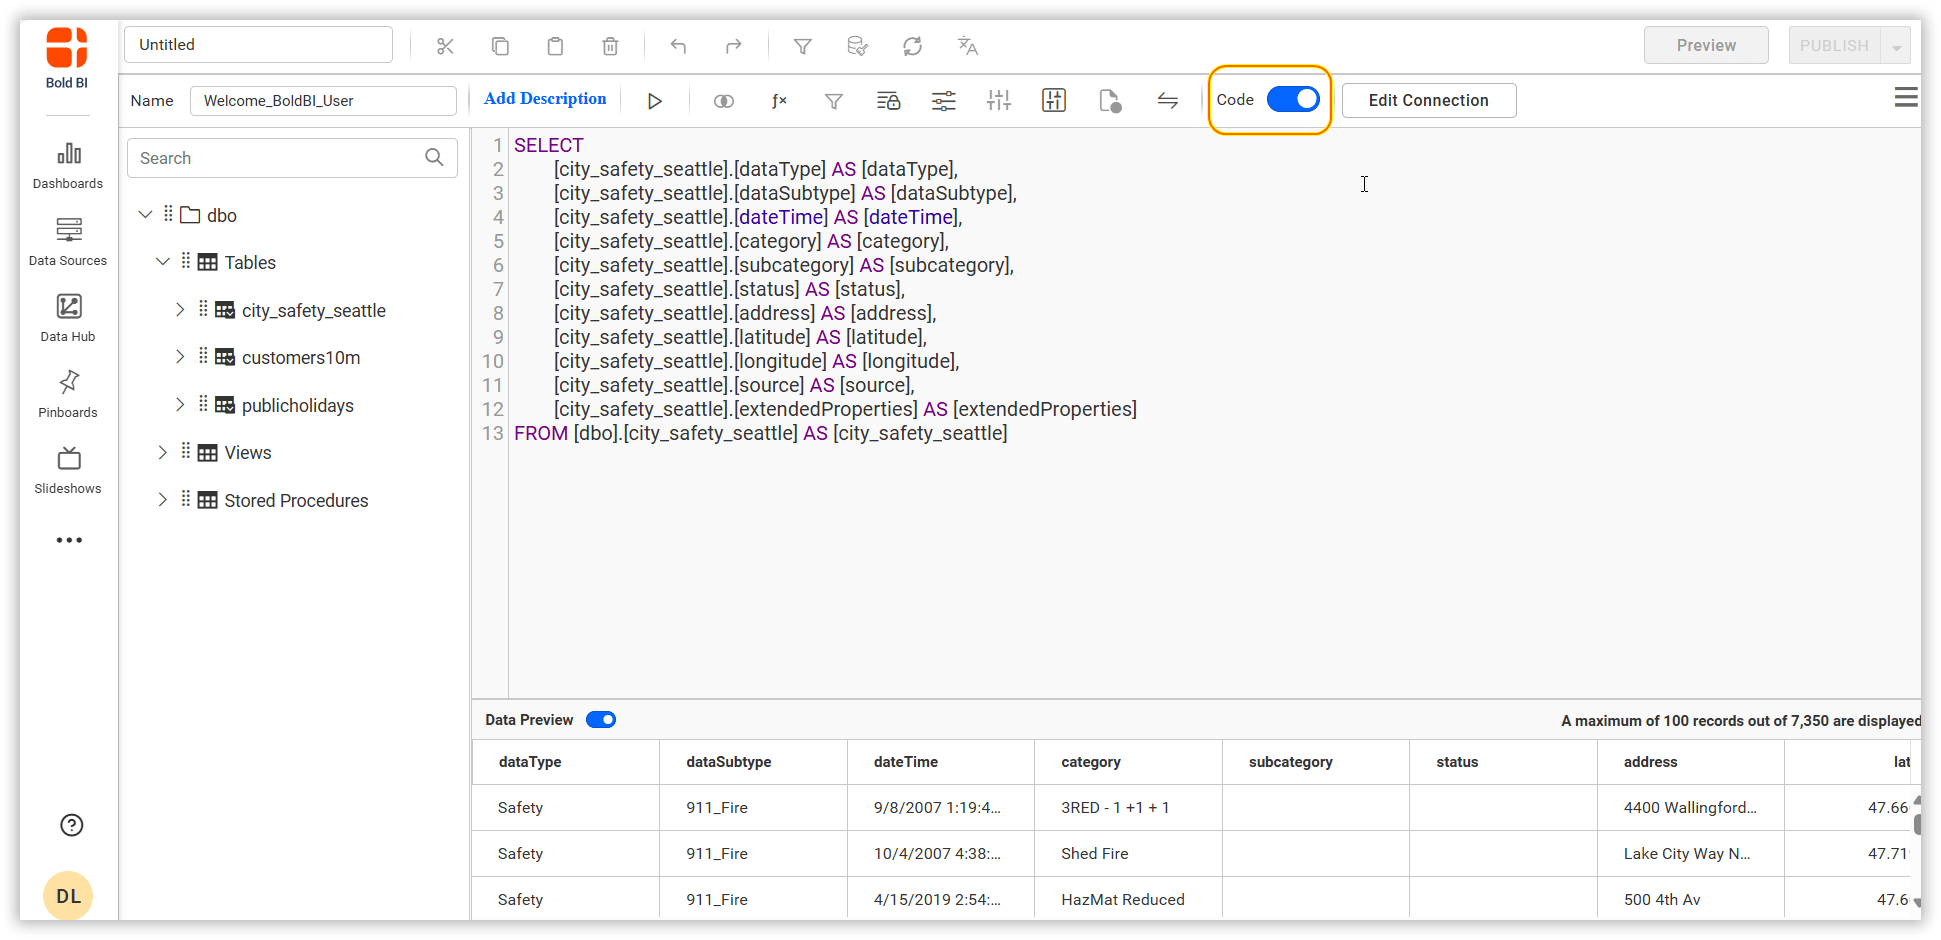 Bold BI
Untitled
Preview
PUBLISH
Name
Welcome_BoldBI_User
Add Description
Code
Edit Connection
Dashboards
Data Sources
Data Hub
Pinboards
Slideshows
DL
Search
dbo
Tables
city_safety_seattle
customers10m
publicholidays
Views
Stored Procedures
1 SELECT
2 [city_safety_seattle].[dataType] AS [dataType],
3 [city_safety_seattle].[dataSubtype] AS [dataSubtype],
4 [city_safety_seattle].[dateTime] AS [dateTime],
5 [city_safety_seattle].[category] AS [category],
6 [city_safety_seattle].[subcategory] AS [subcategory],
7 [city_safety_seattle].[status] AS [status],
8 [city_safety_seattle].[address] AS [address],
9 [city_safety_seattle].[latitude] AS [latitude],
10 [city_safety_seattle].[longitude] AS [longitude],
11 [city_safety_seattle].[source] AS [source],
12 [city_safety_seattle].[extendedProperties] AS [extendedProperties]
13 FROM [dbo].[city_safety_seattle] AS [city_safety_seattle]
Data Preview
A maximum of 100 records out of 7,350 are displayed
dataType dataSubtype dateTime category subcategory status address lat
Safety 911_Fire 9/8/2007 1:19:4... 3RED - 1 +1 + 1 4400 Wallingford... 47.66
Safety 911_Fire 10/4/2007 4:38:... Shed Fire Lake City Way N... 47.71
Safety 911_Fire 4/15/2019 2:54:... HazMat Reduced 500 4th Av 47.6